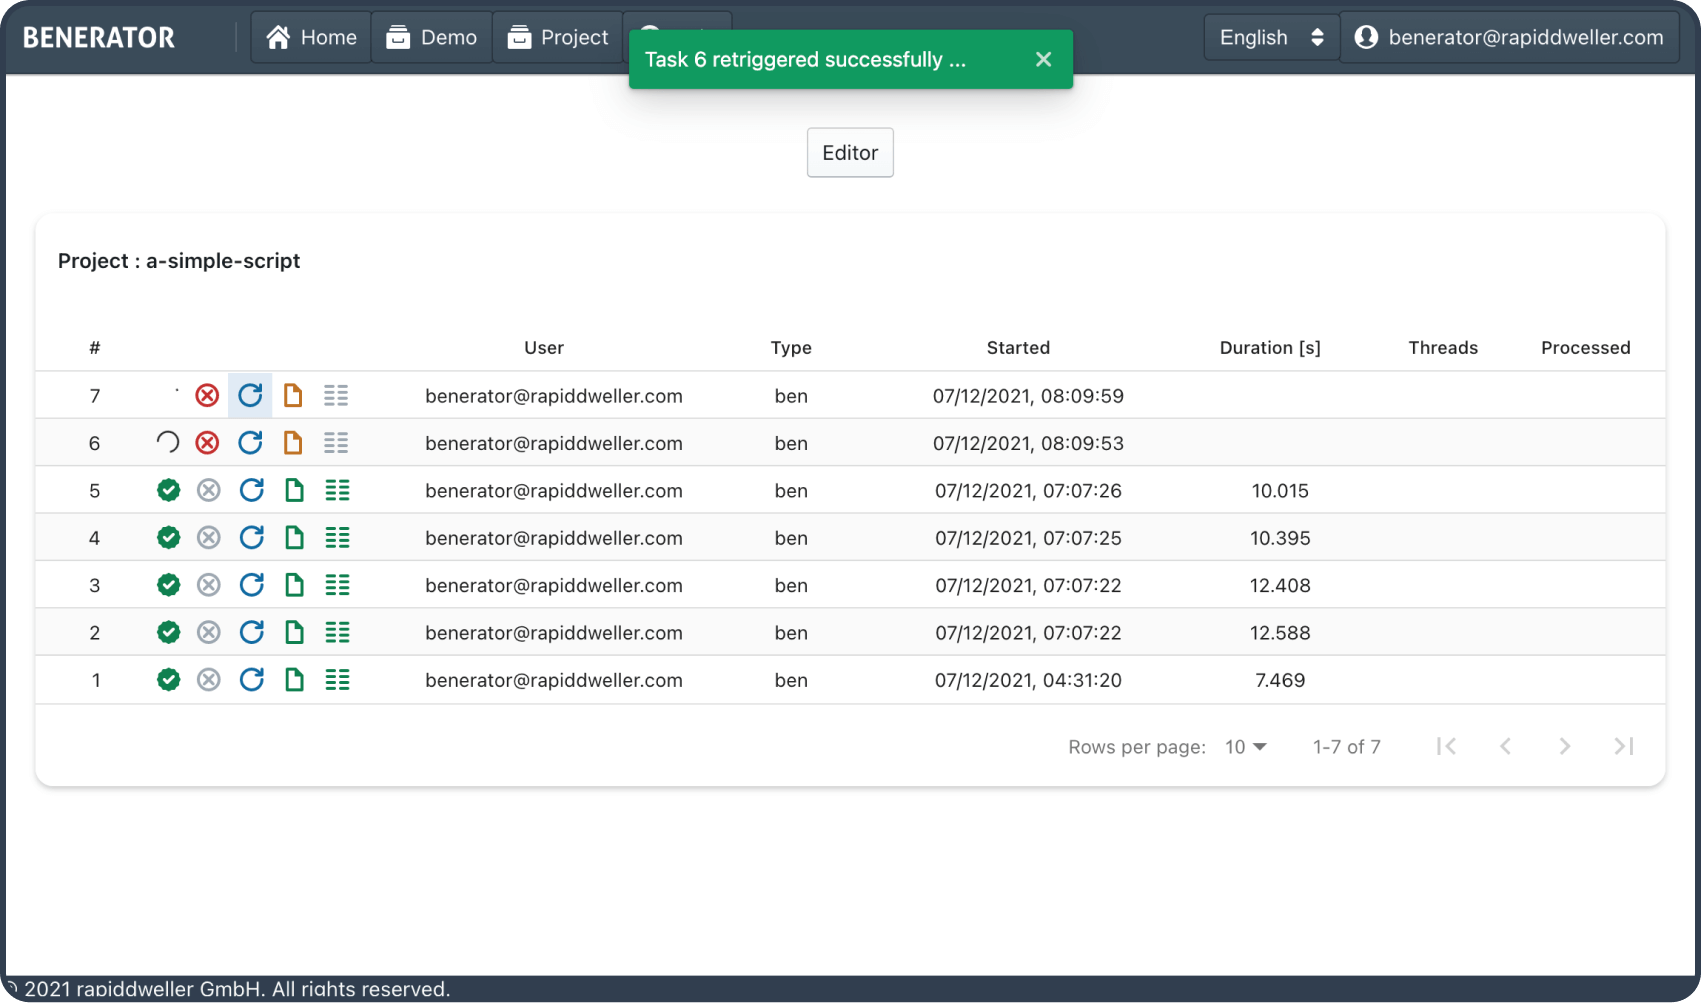 BENERATOR Home Demo Project English benerator@rapiddweller.com
Task 6 retriggered successfully ...
Editor
Project : a-simple-script
# User Type Started Duration [s] Threads Processed
7 benerator@rapiddweller.com ben 07/12/2021, 08:09:59
6 benerator@rapiddweller.com ben 07/12/2021, 08:09:53
5 benerator@rapiddweller.com ben 07/12/2021, 07:07:26 10.015
4 benerator@rapiddweller.com ben 07/12/2021, 07:07:25 10.395
3 benerator@rapiddweller.com ben 07/12/2021, 07:07:22 12.408
2 benerator@rapiddweller.com ben 07/12/2021, 07:07:22 12.588
1 benerator@rapiddweller.com ben 07/12/2021, 04:31:20 7.469
Rows per page: 10 1-7 of 7
© 2021 rapiddweller GmbH. All rights reserved.